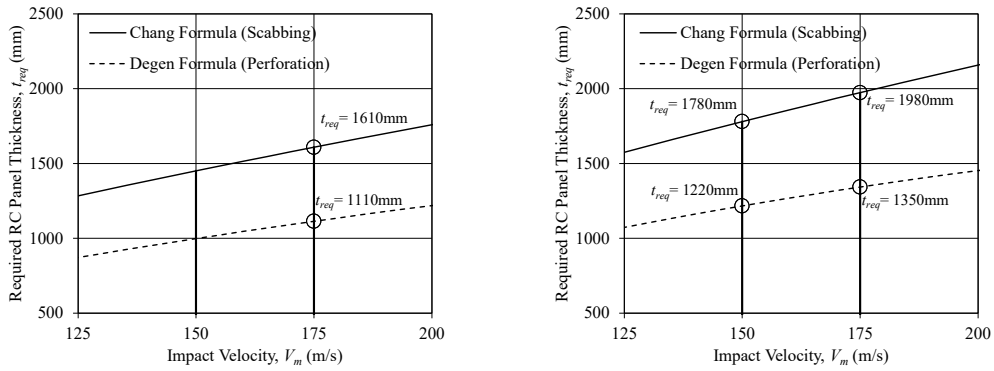 2500
2000
1500
1000
500
Required RC Panel Thickness, t_req (mm)
Chang Formula (Scabbing)
Degen Formula (Perforation)
t_req= 1610mm
t_req= 1110mm
125 150 175 200
Impact Velocity, V_m (m/s)
2500
2000
1500
1000
500
Required RC Panel Thickness, t_req (mm)
Chang Formula (Scabbing)
Degen Formula (Perforation)
t_req= 1780mm
t_req= 1980mm
t_req= 1220mm
t_req= 1350mm
125 150 175 200
Impact Velocity, V_m (m/s)